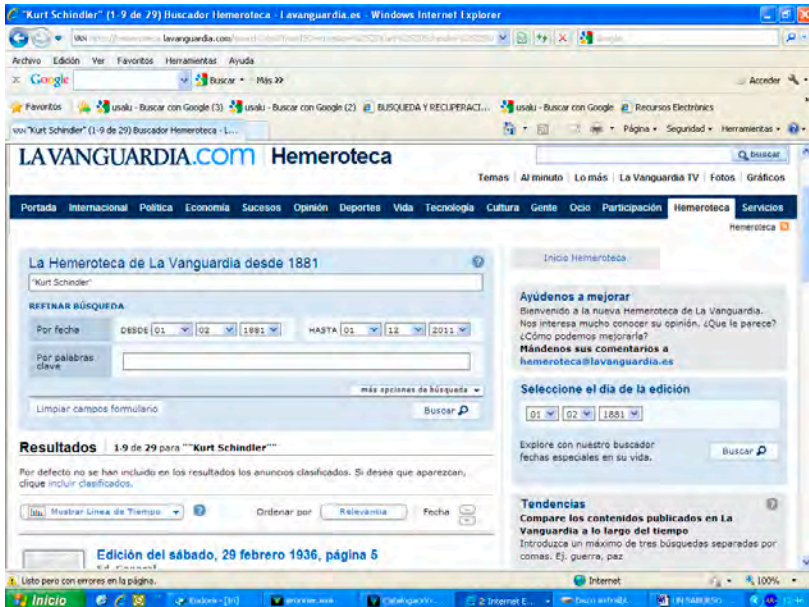 "Kurt Schindler" (1-9 de 29) Buscador Hemeroteca - Lavanguardia.es - Windows Internet Explorer
lavanguardia.com
Archivo Edición Ver Favoritos Herramientas Ayuda
Google Buscar Más >> Acceder
Favoritos usalu - Buscar con Google (3) usalu - Buscar con Google (2) BUSQUEDA Y RECUPERACI... usalu - Buscar con Google Recursos Electrónics
"Kurt Schindler" (1-9 de 29) Buscador Hemeroteca - L... Página Seguridad Herramientas
LAVANGUARDIA.COM Hemeroteca
buscar
Temas Al minuto Lo más La Vanguardia TV Fotos Gráficos
Portada Internacional Política Economía Sucesos Opinión Deportes Vida Tecnología Cultura Gente Ocio Participación Hemeroteca Servicios
Hemeroteca
La Hemeroteca de La Vanguardia desde 1881
"Kurt Schindler"
REFINAR BÚSQUEDA
Por fecha DESDE 01 02 1881 HASTA 01 12 2011
Por palabras clave
más opciones de búsqueda
Limpiar campos formulario Buscar
Resultados 1-9 de 29 para ""Kurt Schindler""
Por defecto no se han incluido en los resultados los anuncios clasificados. Si desea que aparezcan,
clique incluir clasificados.
Mostrar Línea de Tiempo Ordenar por Relevantia Fecha
Edición del sábado, 29 febrero 1936, página 5
Ed. General
Inicio Hemeroteca
Ayúdenos a mejorar
Bienvenido a la nueva Hemeroteca de La Vanguardia.
Nos interesa mucho conocer su opinión. ¿Que le parece?
¿Cómo podemos mejorarla?
Mándenos sus comentarios a
hemeroteca@lavanguardia.es
Seleccione el día de la edición
01 02 1881
Explore con nuestro buscador
fechas especiales en su vida.
Buscar
Tendencias
Compare los contenidos publicados en La
Vanguardia a lo largo del tiempo
Introduzca un máximo de tres búsquedas separadas por
comas. Ej. guerra, paz
Listo pero con errores en la página. Internet 100%
Inicio Eudora - [In] Catalogación... 2 Internet E...